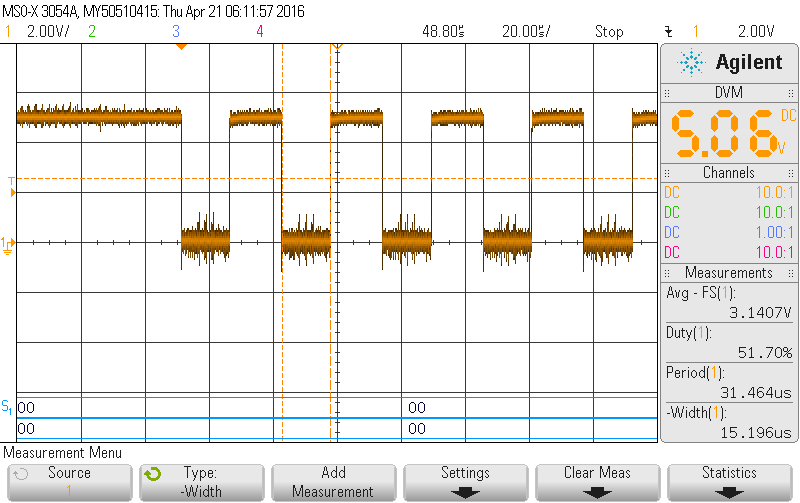 MSO-X 3054A, MY50510415: Thu Apr 21 06:11:57 2016
1 2.00V/ 2 3 4 48.80s 20.00s/ Stop 1 2.00V
Agilent
DVM
5.06 DC V
Channels
DC 10.0:1
DC 10.0:1
DC 1.00:1
DC 10.0:1
Measurements
Avg - FS(1):
3.1407V
Duty(1):
51.70%
Period(1):
31.464us
-Width(1):
15.196us
T
1
S1 00 00
00 00
Measurement Menu
Source
1
Type:
-Width
Add
Measurement
Settings
Clear Meas
Statistics